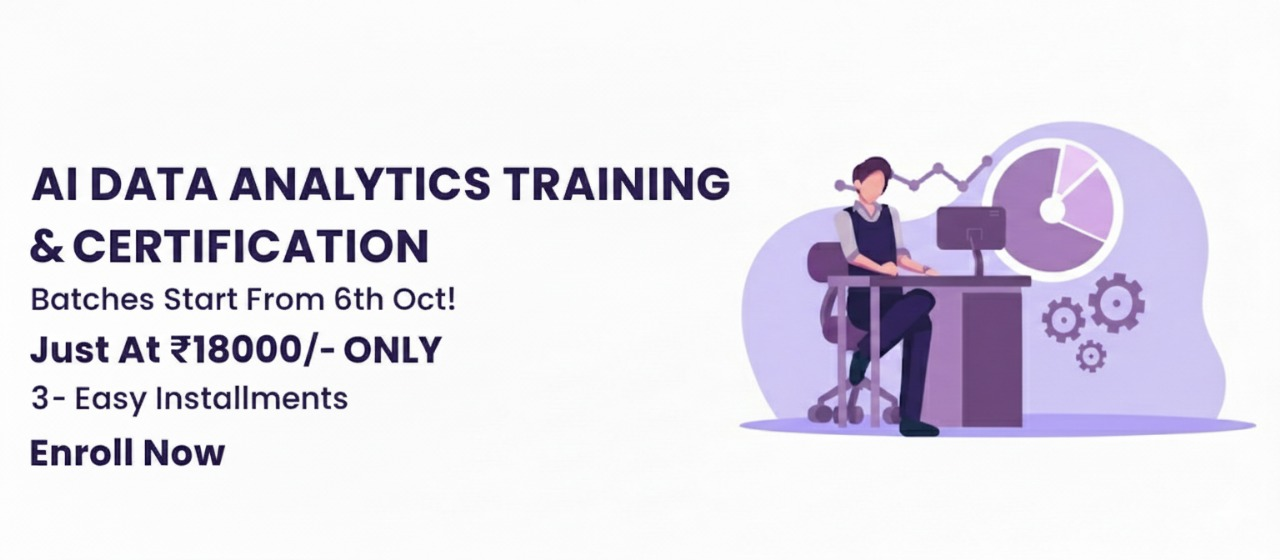 AI DATA ANALYTICS TRAINING
& CERTIFICATION
Batches Start From 6th Oct!
Just At ₹18000/- ONLY
3- Easy Installments
Enroll Now